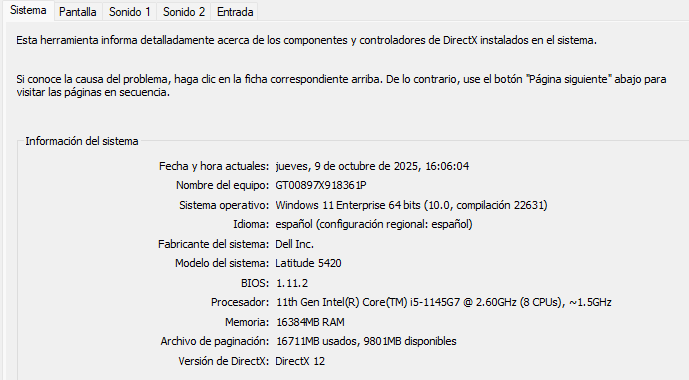 Sistema Pantalla Sonido 1 Sonido 2 Entrada
Esta herramienta informa detalladamente acerca de los componentes y controladores de DirectX instalados en el sistema.
Si conoce la causa del problema, haga clic en la ficha correspondiente arriba. De lo contrario, use el botón "Página siguiente" abajo para
visitar las páginas en secuencia.
Información del sistema
Fecha y hora actuales: jueves, 9 de octubre de 2025, 16:06:04
Nombre del equipo: GT00897X918361P
Sistema operativo: Windows 11 Enterprise 64 bits (10.0, compilación 22631)
Idioma: español (configuración regional: español)
Fabricante del sistema: Dell Inc.
Modelo del sistema: Latitude 5420
BIOS: 1.11.2
Procesador: 11th Gen Intel(R) Core(TM) i5-1145G7 @ 2.60GHz (8 CPUs), ~1.5GHz
Memoria: 16384MB RAM
Archivo de paginación: 16711MB usados, 9801MB disponibles
Versión de DirectX: DirectX 12